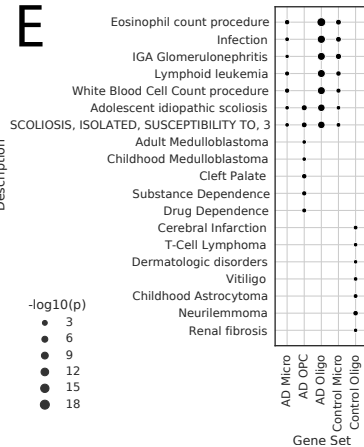 E
Eosinophil count procedure
Infection
IGA Glomerulonephritis
Lymphoid leukemia
White Blood Cell Count procedure
Adolescent idiopathic scoliosis
SCOLIOSIS, ISOLATED, SUSCEPTIBILITY TO, 3
Adult Medulloblastoma
Childhood Medulloblastoma
Cleft Palate
Substance Dependence
Drug Dependence
Cerebral Infarction
T-Cell Lymphoma
Dermatologic disorders
Vitiligo
Childhood Astrocytoma
Neurilemmoma
Renal fibrosis
Description
-log10(p)
3
6
9
12
15
18
AD Micro
AD OPC
AD Oligo
Control Micro
Control Oligo
Gene Set